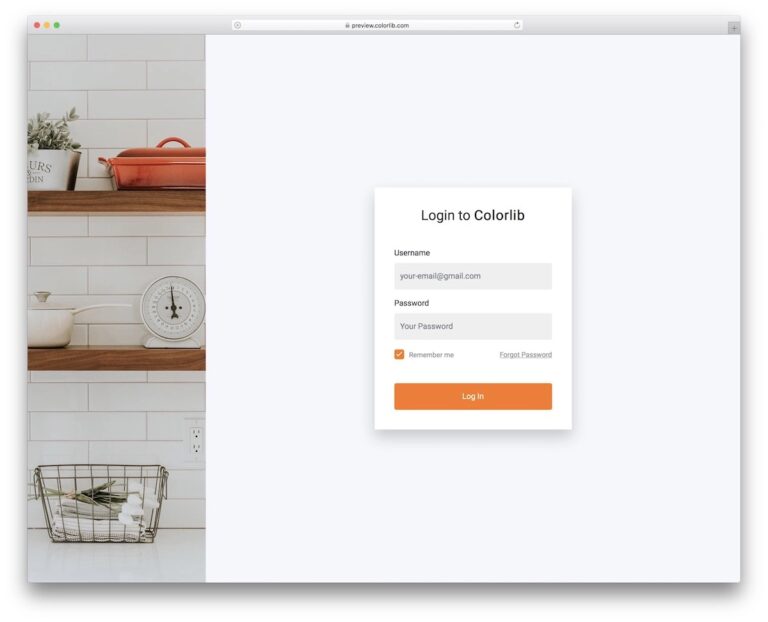 preview.colorlib.com
OURS
DIN
Login to Colorlib
Username
your-email@gmail.com
Password
Your Password
Remember me
Forgot Password
Log In